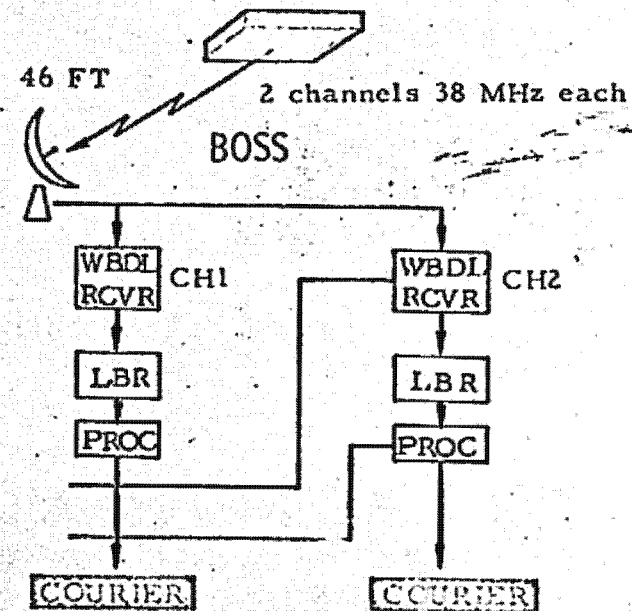 46 FT
2 channels 38 MHz each
BOSS
WBDL
RCVR
CH1
WBDL
RCVR
CH2
LBR
LBR
PROC
PROC
COURIER
COURIER